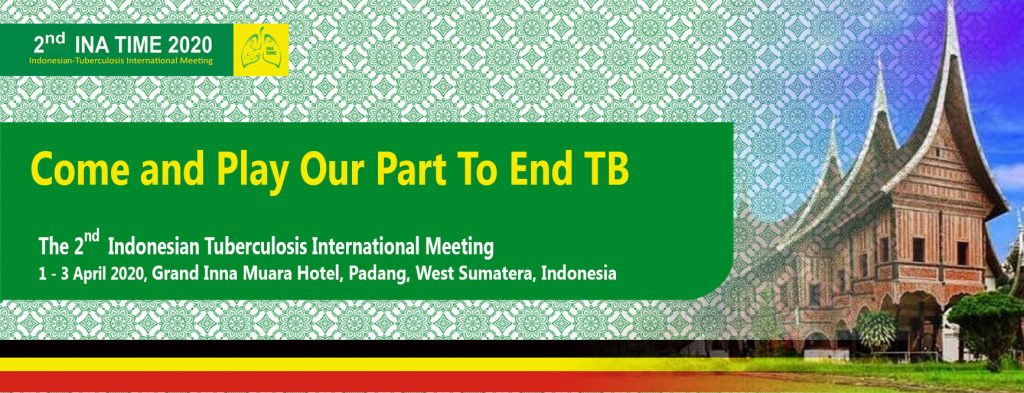 2nd INA TIME 2020
Indonesian-Tuberculosis International Meeting
INA
TIME
Come and Play Our Part To End TB
The 2nd Indonesian Tuberculosis International Meeting
1 - 3 April 2020, Grand Inna Muara Hotel, Padang, West Sumatera, Indonesia